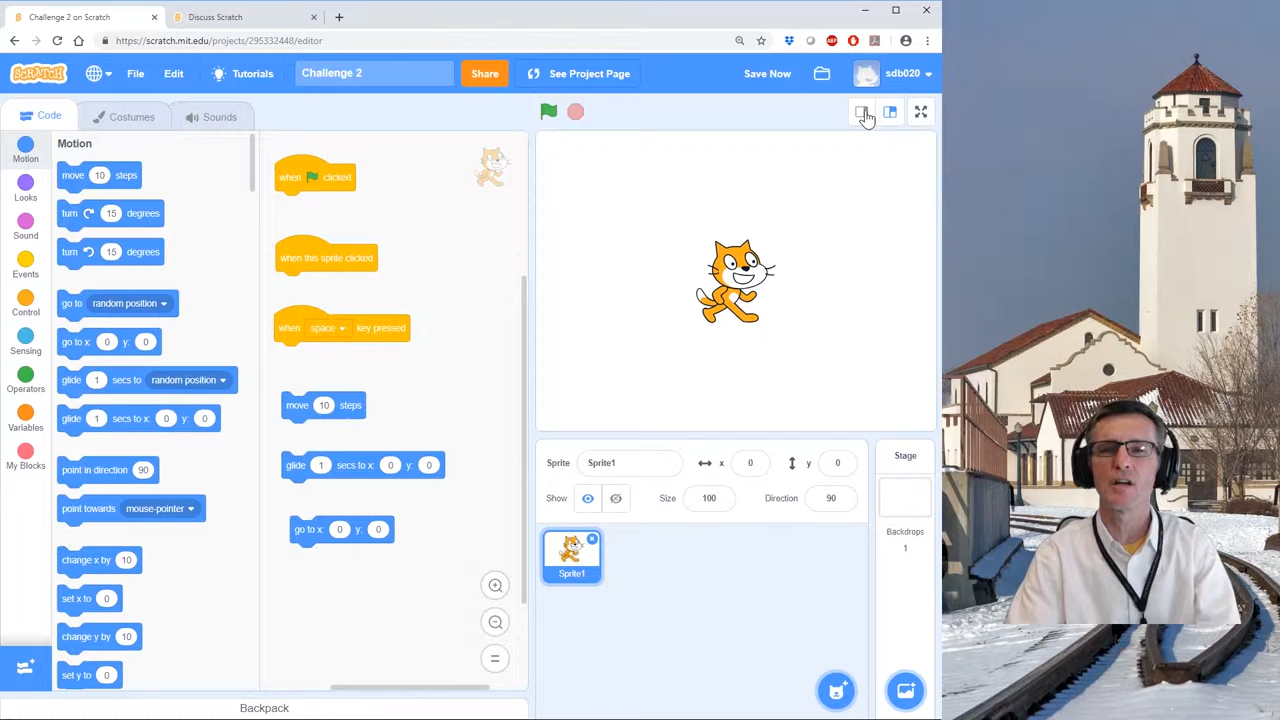 Challenge 2 on Scratch
Discuss Scratch
https://scratch.mit.edu/projects/295332448/editor
ABP
SCRATCH
File
Edit
Tutorials
Challenge 2
Share
See Project Page
Save Now
sdb020
Code
Costumes
Sounds
Motion
Looks
Sound
Events
Control
Sensing
Operators
Variables
My Blocks
Motion
move 10 steps
turn 15 degrees
turn 15 degrees
go to random position
go to x: 0 y: 0
glide 1 secs to random position
glide 1 secs to x: 0 y: 0
point in direction 90
point towards mouse-pointer
change x by 10
set x to 0
change y by 10
set y to 0
when clicked
when this sprite clicked
when space key pressed
move 10 steps
glide 1 secs to x: 0 y: 0
go to x: 0 y: 0
Backpack
Sprite Sprite1 x 0 y 0
Show Size 100 Direction 90
Sprite1
Stage
Backdrops
1